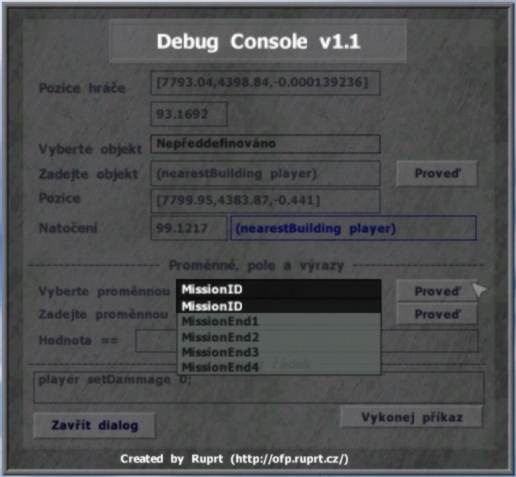 Debug Console v1.1
Pozice hráče [7793.04,4398.84,-0.000139236]
93.1692
Vyberte objekt Nepředdefinováno
Zadejte objekt (nearestBuilding player) Proveď
Pozice [7799.95,4383.87,-0.441]
Natočení 99.1217 (nearestBuilding player)
Proměnné, pole a výrazy
Vyberte proměnnou MissionID Proveď
MissionID
Zadejte proměnnou MissionEnd1 Proveď
MissionEnd2
Hodnota ==
MissionEnd3
MissionEnd4
player setDammage 0;
Zavřít dialog Vykonej příkaz
Created by Ruprt (http://ofp.ruprt.cz/)